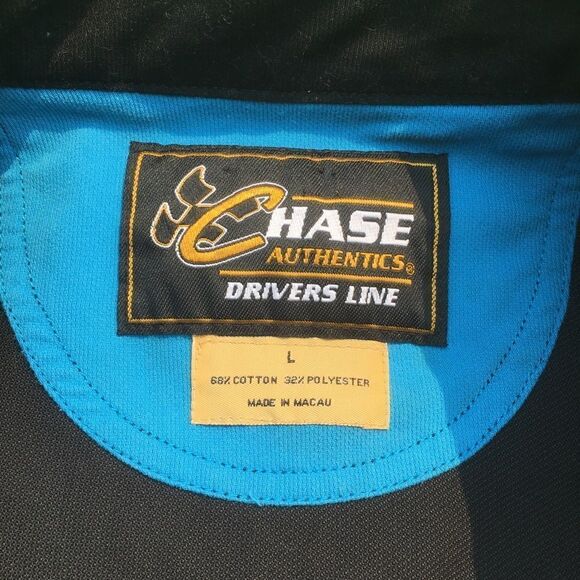 CHASE
AUTHENTICS®
DRIVERS LINE
L
68% COTTON 32% POLYESTER
MADE IN MACAU